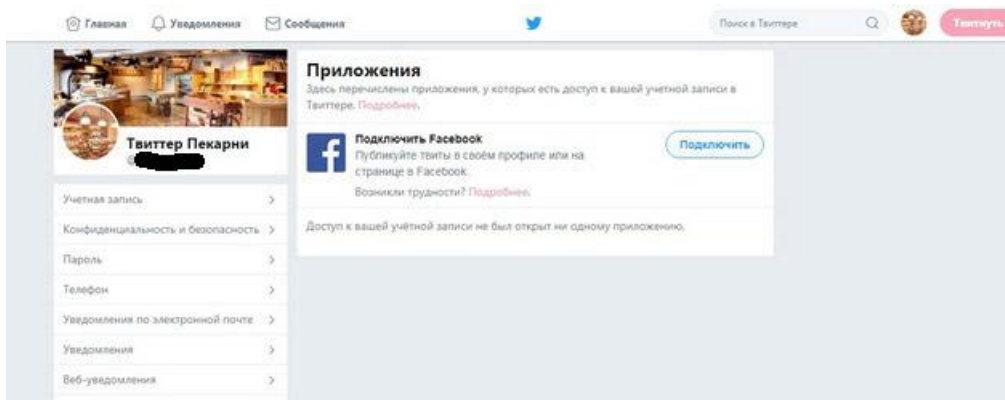 Главная
Уведомления
Сообщения
Поиск в Твиттере
Твитнуть
Твиттер Пекарни
@
Учетная запись
Конфиденциальность и безопасность
Пароль
Телефон
Уведомления по электронной почте
Уведомления
Веб-уведомления
Приложения
Здесь перечислены приложения, у которых есть доступ к вашей учетной записи в
Твиттере. Подробнее.
Подключить Facebook
Публикуйте твиты в своём профиле или на
странице в Facebook.
Возникли трудности? Подробнее.
Подключить
Доступ к вашей учётной записи не был открыт ни одному приложению.